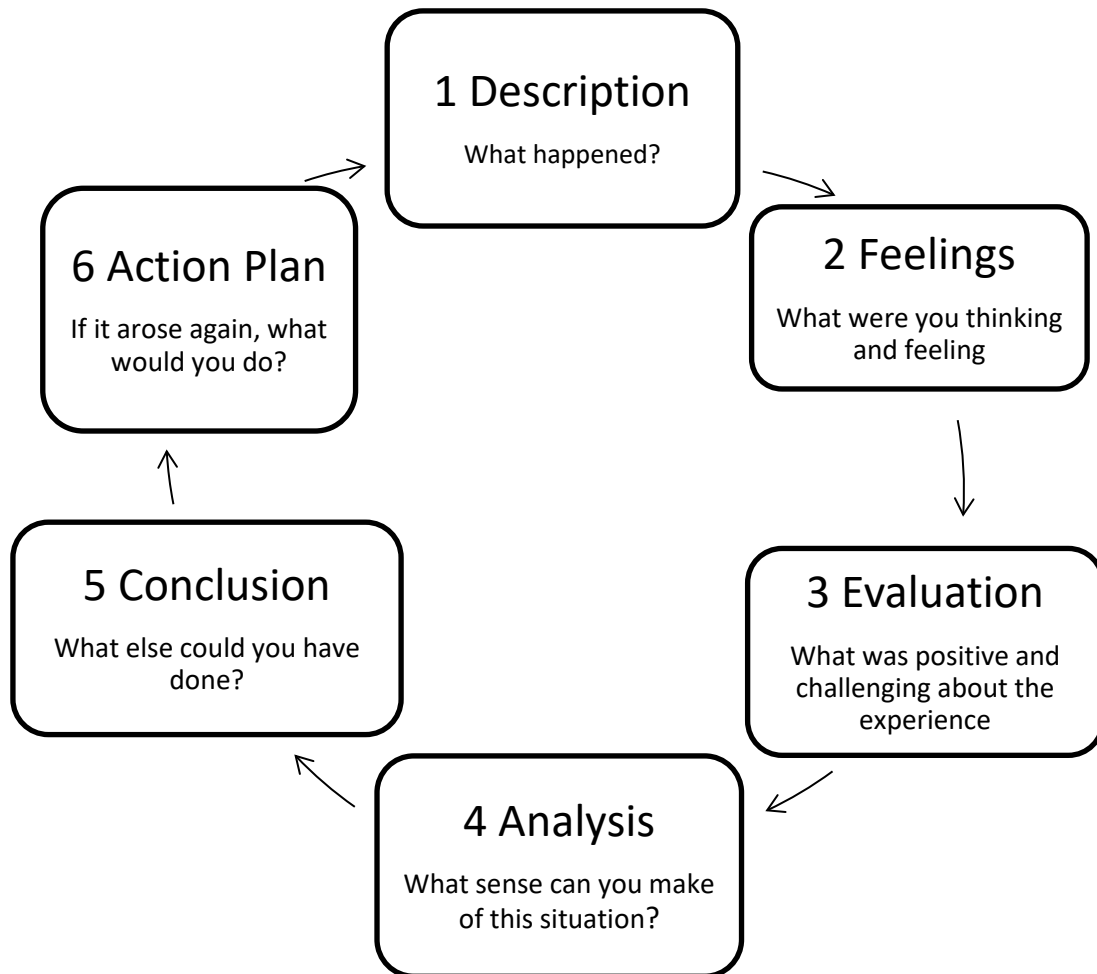 1 Description
What happened?
2 Feelings
What were you thinking
and feeling
3 Evaluation
What was positive and
challenging about the
experience
4 Analysis
What sense can you make
of this situation?
5 Conclusion
What else could you have
done?
6 Action Plan
If it arose again, what
would you do?